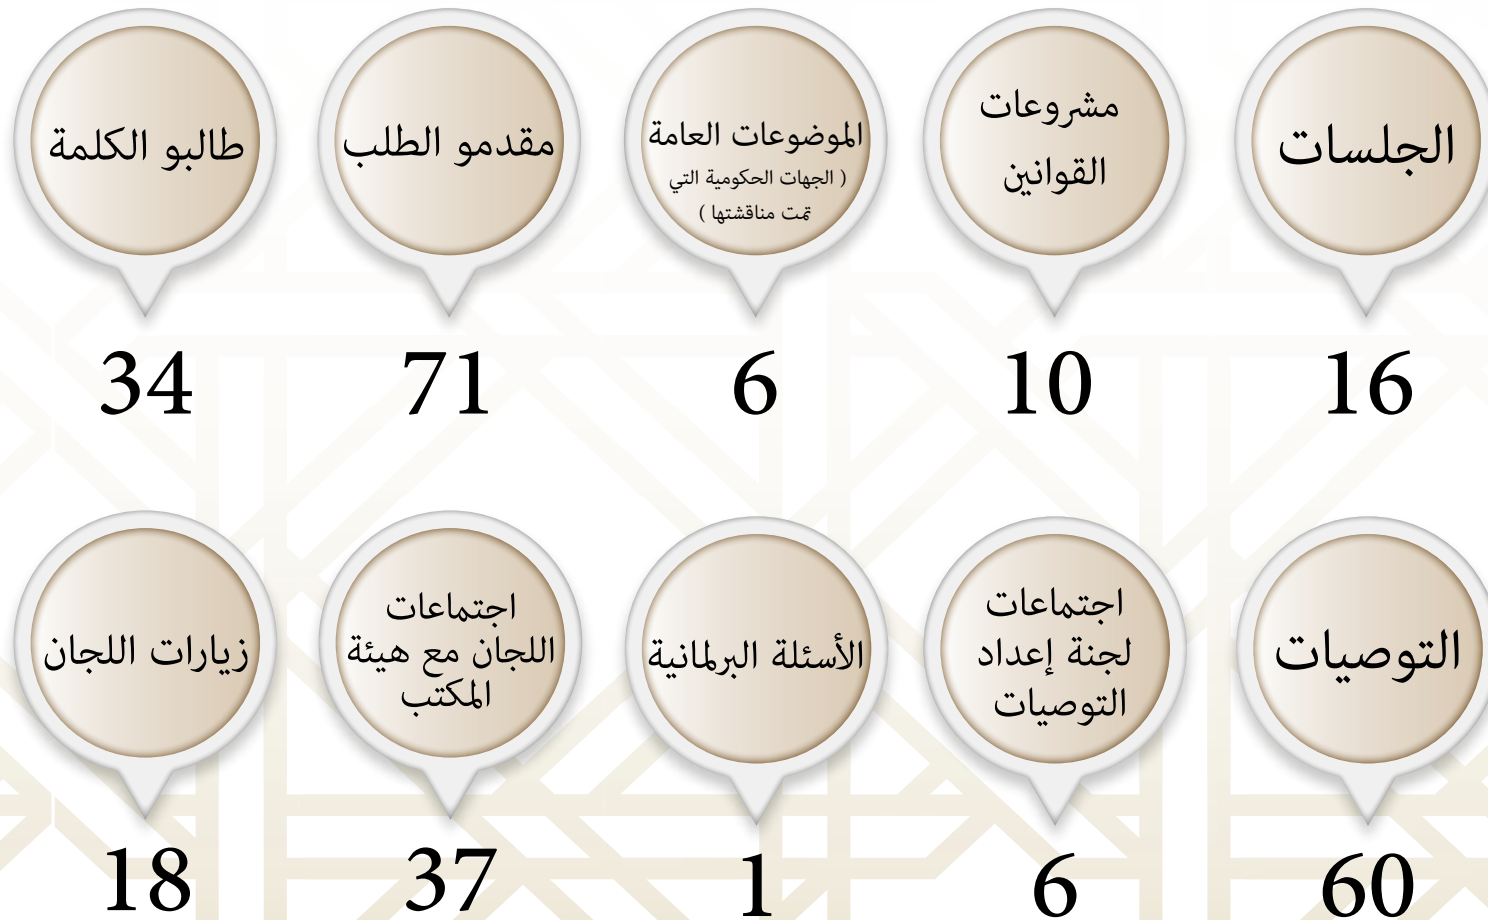 الجلسات
16
مشروعات
القوانين
10
الموضوعات العامة
( الجهات الحكومية التي
تمت مناقشتها )
6
مقدمو الطلب
71
طالبو الكلمة
34
التوصيات
60
اجتماعات
لجنة إعداد
التوصيات
6
الأسئلة البرلمانية
1
اجتماعات
اللجان مع هيئة
المكتب
37
زيارات اللجان
18